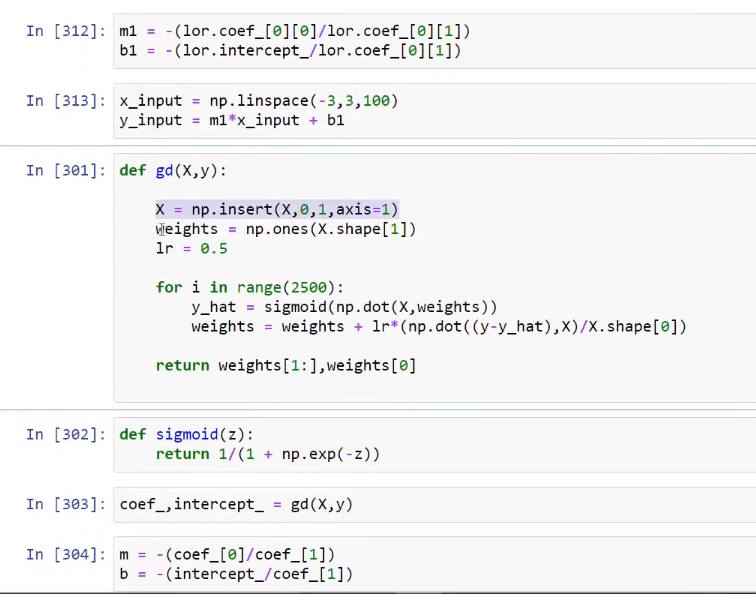 In [312]: m1 = -(lor.coef_[0][0]/lor.coef_[0][1])
b1 = -(lor.intercept_/lor.coef_[0][1])
In [313]: x_input = np.linspace(-3,3,100)
y_input = m1*x_input + b1
In [301]: def gd(X,y):
X = np.insert(X,0,1,axis=1)
weights = np.ones(X.shape[1])
lr = 0.5
for i in range(2500):
y_hat = sigmoid(np.dot(X,weights))
weights = weights + lr*(np.dot((y-y_hat),X)/X.shape[0])
return weights[1:],weights[0]
In [302]: def sigmoid(z):
return 1/(1 + np.exp(-z))
In [303]: coef_,intercept_ = gd(X,y)
In [304]: m = -(coef_[0]/coef_[1])
b = -(intercept_/coef_[1])